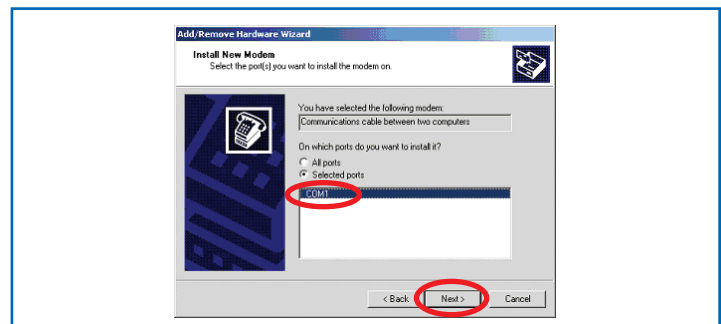 Add/Remove Hardware Wizard
Install New Modem
Select the port(s) you want to install the modem on.
You have selected the following modem:
Communications cable between two computers
On which ports do you want to install it?
All ports
Selected ports
COM1
< Back
Next >
Cancel